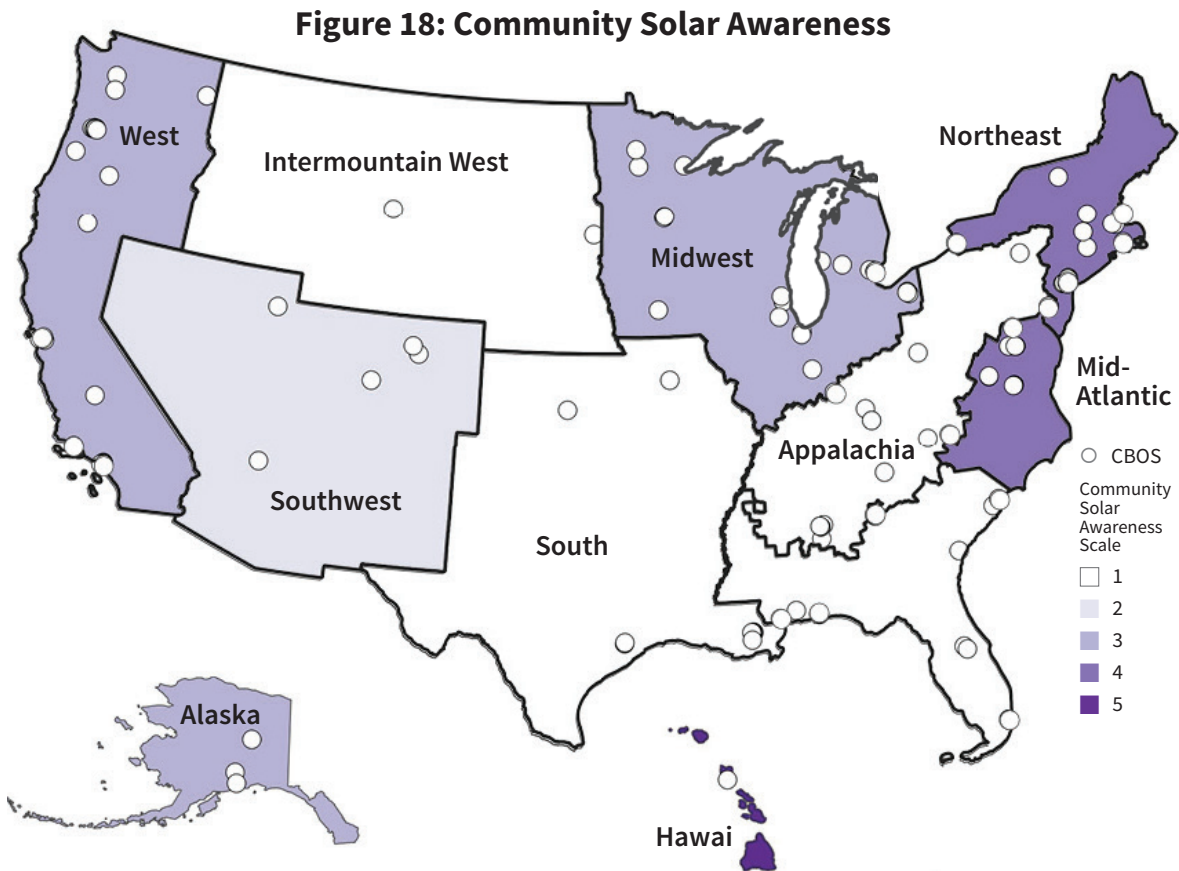 Figure 18: Community Solar Awareness
West
Intermountain West
Midwest
Northeast
Mid-
Atlantic
Appalachia
Southwest
South
Alaska
Hawai
CBOS
Community
Solar
Awareness
Scale
1
2
3
4
5